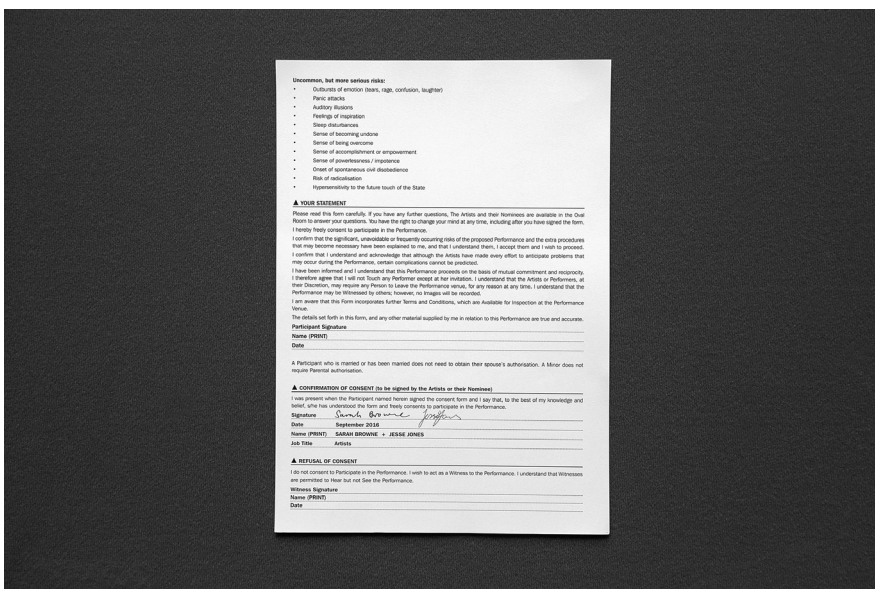 Uncommon, but more serious risks:
• Outbursts of emotion (tears, rage, confusion, laughter)
• Panic attacks
• Auditory illusions
• Feelings of inspiration
• Sleep disturbances
• Sense of becoming undone
• Sense of being overcome
• Sense of accomplishment or empowerment
• Sense of powerlessness / impotence
• Onset of spontaneous civil disobedience
• Risk of radicalisation
• Hypersensitivity to the future touch of the State
▲ YOUR STATEMENT
Please read this form carefully. If you have any further questions, The Artists and their Nominees are available in the Oval
Room to answer your questions. You have the right to change your mind at any time, including after you have signed the form.
I hereby freely consent to participate in the Performance.
I confirm that the significant, unavoidable or frequently occurring risks of the proposed Performance and the extra procedures
that may become necessary have been explained to me, and that I understand them, I accept them and I wish to proceed.
I confirm that I understand and acknowledge that although the Artists have made every effort to anticipate problems that
may occur during the Performance, certain complications cannot be predicted.
I have been informed and I understand that this Performance proceeds on the basis of mutual commitment and reciprocity.
I therefore agree that I will not Touch any Performer except at her invitation. I understand that the Artists or Performers, at
their Discretion, may require any Person to Leave the Performance venue, for any reason at any time. I understand that the
Performance may be Witnessed by others; however, no Images will be recorded.
I am aware that this Form incorporates further Terms and Conditions, which are Available for Inspection at the Performance
Venue.
The details set forth in this form, and any other material supplied by me in relation to this Performance are true and accurate.
Participant Signature
Name (PRINT)
Date
A Participant who is married or has been married does not need to obtain their spouse's authorisation. A Minor does not
require Parental authorisation.
▲ CONFIRMATION OF CONSENT (to be signed by the Artists or their Nominee)
I was present when the Participant named herein signed the consent form and I say that, to the best of my knowledge and
belief, s/he has understood the form and freely consents to participate in the Performance.
Signature Sarah Browne
Date September 2016
Name (PRINT) SARAH BROWNE + JESSE JONES
Job Title Artists
▲ REFUSAL OF CONSENT
I do not consent to Participate in the Performance. I wish to act as a Witness to the Performance. I understand that Witnesses
are permitted to Hear but not See the Performance.
Witness Signature
Name (PRINT)
Date